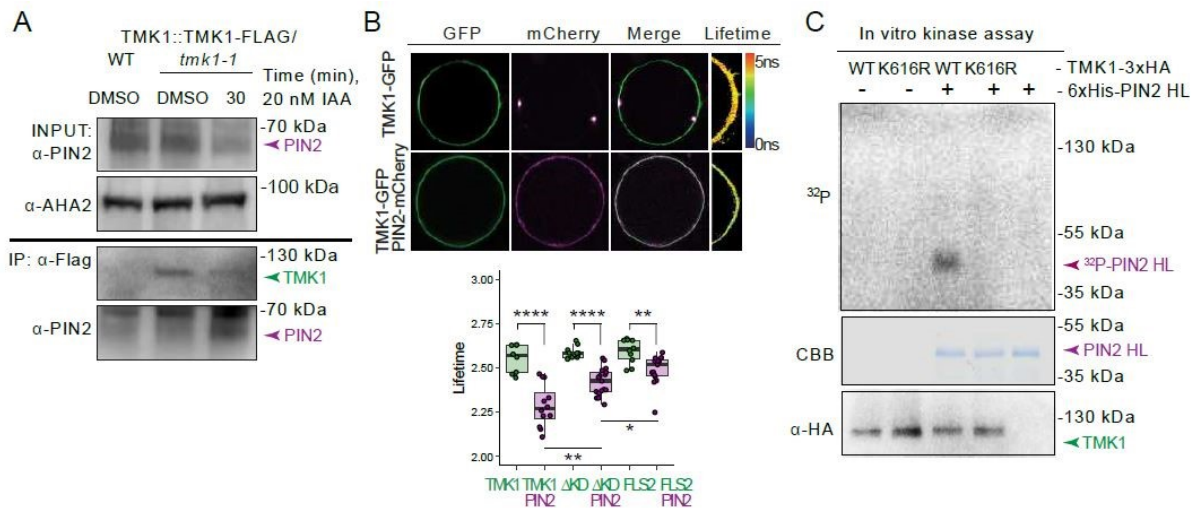 A
TMK1::TMK1-FLAG/
WT tmk1-1
Time (min),
20 nM IAA
DMSO DMSO 30
INPUT:
α-PIN2
-70 kDa
PIN2
α-AHA2
-100 kDa
IP: α-Flag
-130 kDa
TMK1
α-PIN2
-70 kDa
PIN2
B
GFP mCherry Merge Lifetime
TMK1-GFP
5ns
0ns
TMK1-GFP
PIN2-mCherry
Lifetime
2.75
2.50
2.25
2.00
**** **** **
*
**
TMK1 TMK1 ΔKD ΔKD FLS2 FLS2
PIN2 PIN2 PIN2
C
In vitro kinase assay
WT K616R WT K616R - TMK1-3xHA
- - + + + - 6xHis-PIN2 HL
32P
-130 kDa
-55 kDa
32P-PIN2 HL
-35 kDa
CBB
-55 kDa
PIN2 HL
-35 kDa
α-HA
-130 kDa
TMK1